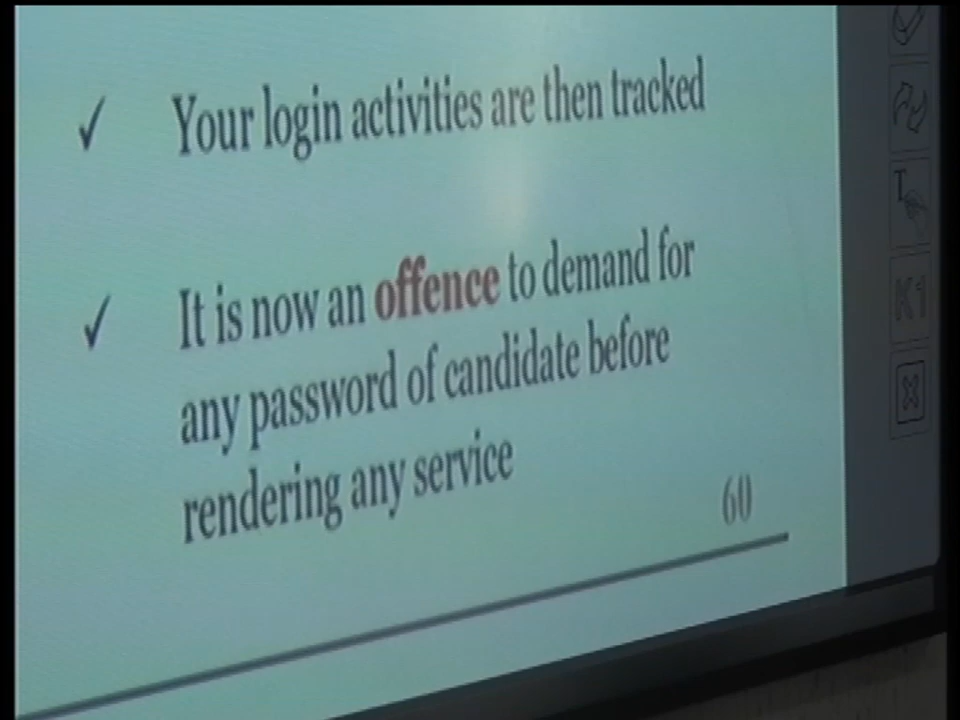 ✓ Your login activities are then tracked
✓ It is now an offence to demand for
any password of candidate before
rendering any service
60
T
K1